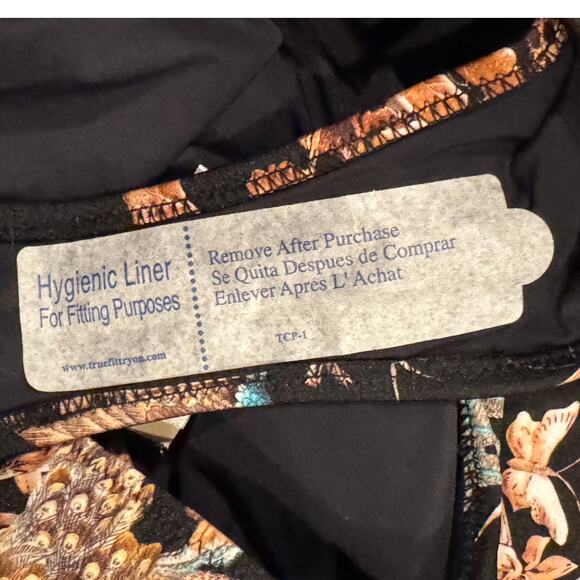 Hygienic Liner
For Fitting Purposes
www.truefittryon.com
Remove After Purchase
Se Quita Despues de Comprar
Enlever Apres L' Achat
TCP-1